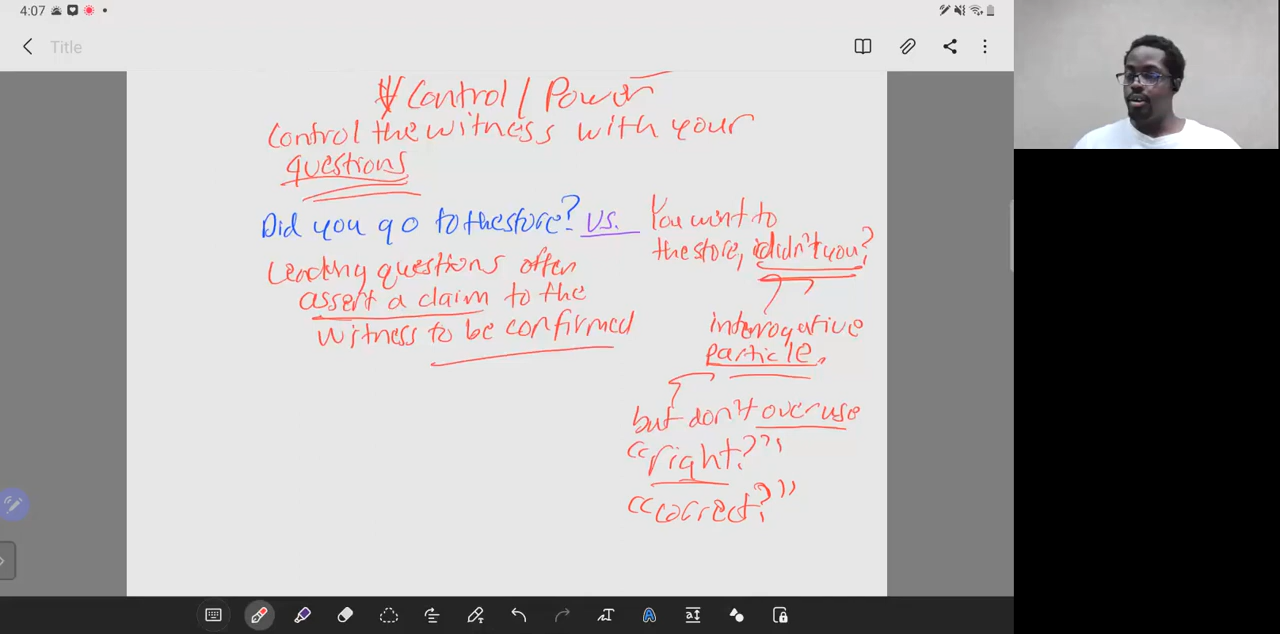 4:07
Title
# Control / Power
Control the witness with your
questions
Did you go to the store? vs.
You went to
the store, didn't you?
Leading questions often
assert a claim to the
witness to be confirmed
interogative
particle.
but don't overuse
"right?"
"correct?"